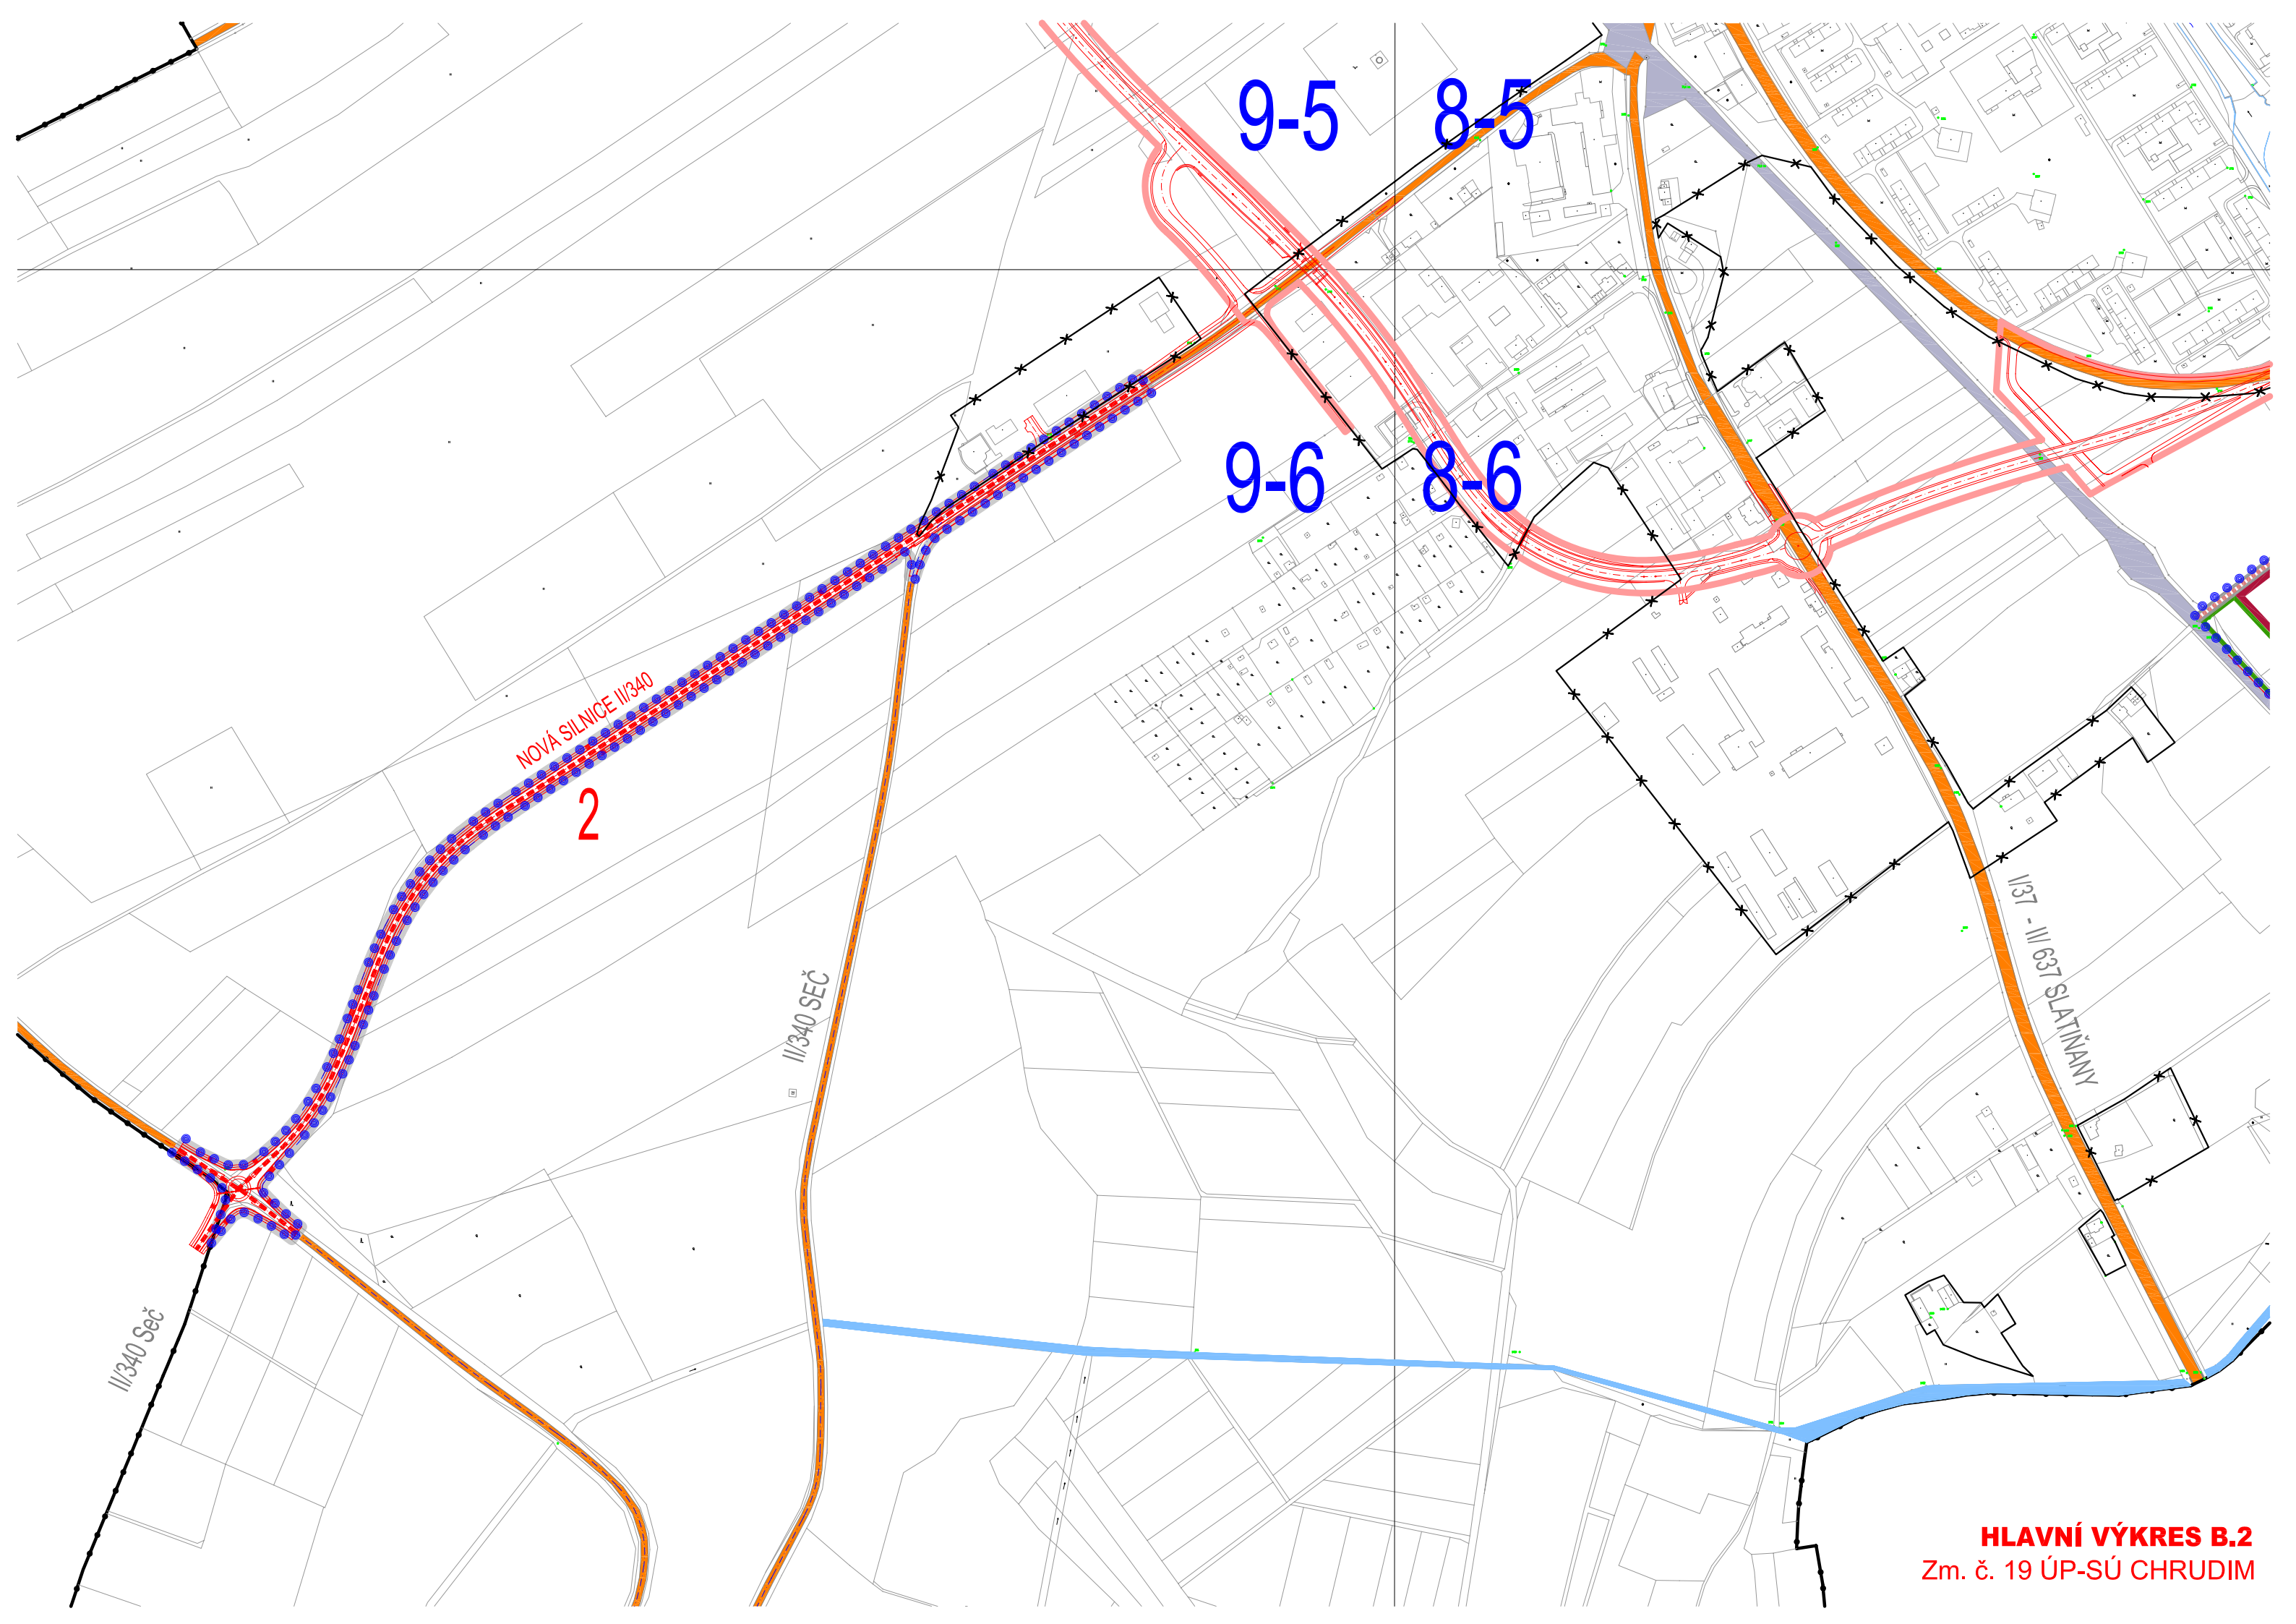 9-5
8-5
9-6
8-6
NOVÁ SILNICE II/340
2
II/340 SEČ
I/37 - II/ 637 SLATIŇANY
II/340 Seč
HLAVNÍ VÝKRES B.2
Zm. č. 19 ÚP-SÚ CHRUDIM